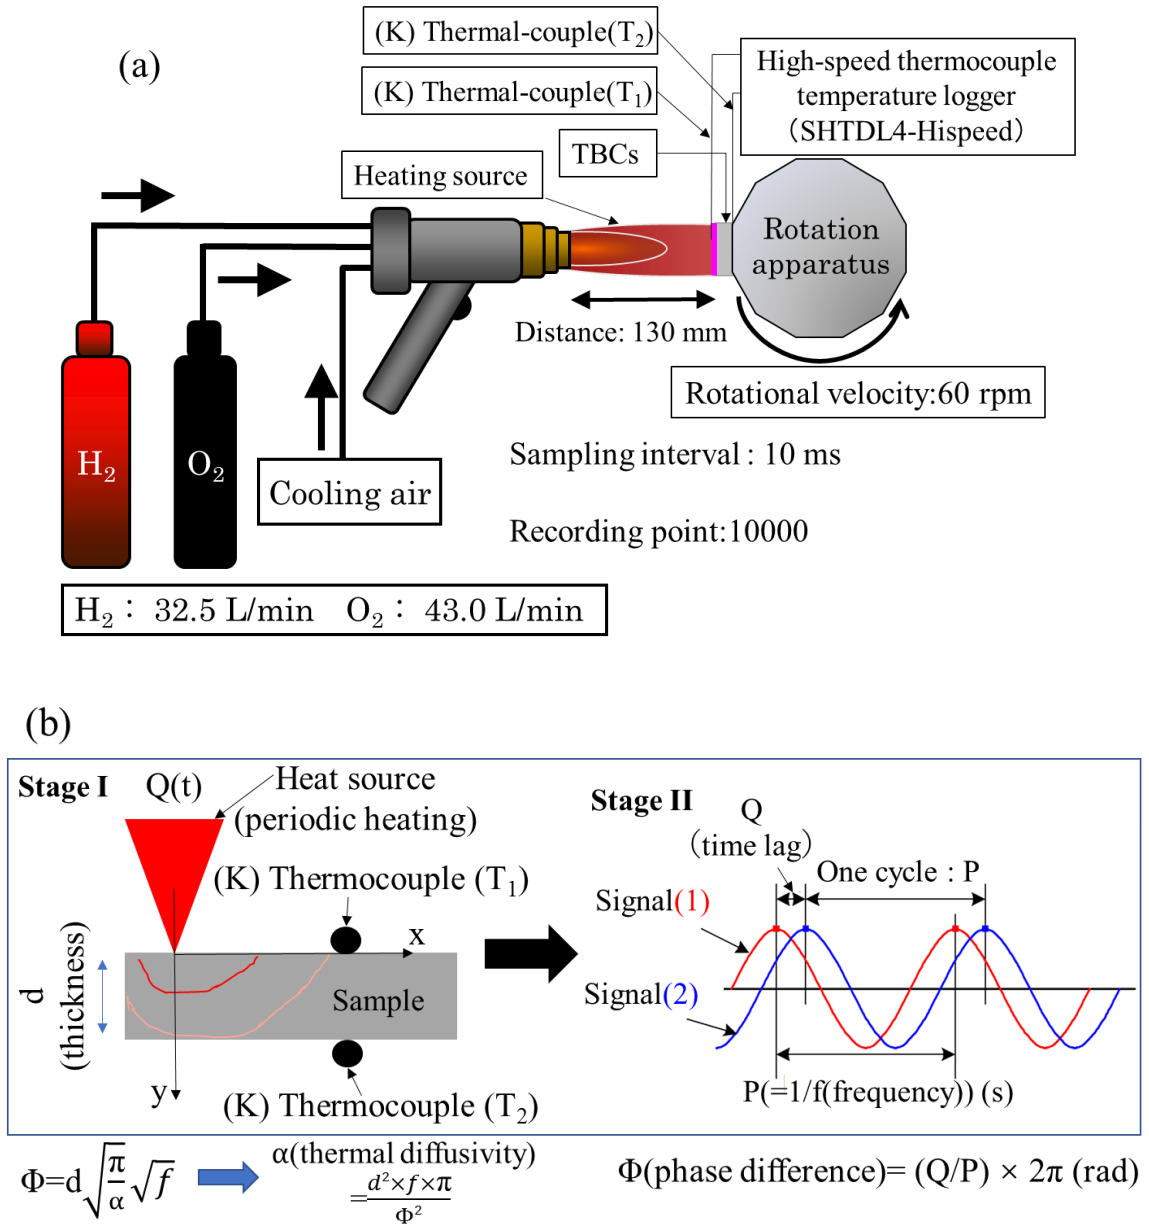 (a)
(K) Thermal-couple(T₂)
(K) Thermal-couple(T₁)
High-speed thermocouple
temperature logger
（SHTDL4-Hispeed）
TBCs
Heating source
Rotation
apparatus
Distance: 130 mm
Rotational velocity:60 rpm
H₂
O₂
Cooling air
Sampling interval : 10 ms
Recording point:10000
H₂： 32.5 L/min O₂： 43.0 L/min
(b)
Stage I
Q(t)
Heat source
(periodic heating)
(K) Thermocouple (T₁)
x
d
(thickness)
Sample
y
(K) Thermocouple (T₂)
Stage II
Q
（time lag）
One cycle : P
Signal(1)
Signal(2)
P(=1/f(frequency)) (s)
Φ=d√(π/α)√f
α(thermal diffusivity)
=d²×f×π/Φ²
Φ(phase difference)= (Q/P) × 2π (rad)